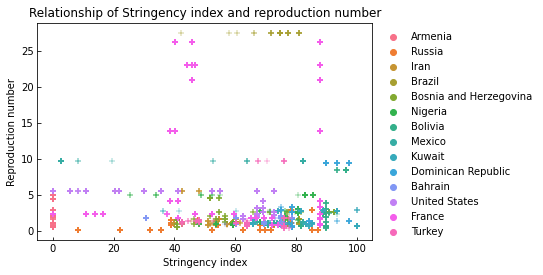 Relationship of Stringency index and reproduction number
Reproduction number
25
20
15
10
5
0
0 20 40 60 80 100
Stringency index
Armenia
Russia
Iran
Brazil
Bosnia and Herzegovina
Nigeria
Bolivia
Mexico
Kuwait
Dominican Republic
Bahrain
United States
France
Turkey